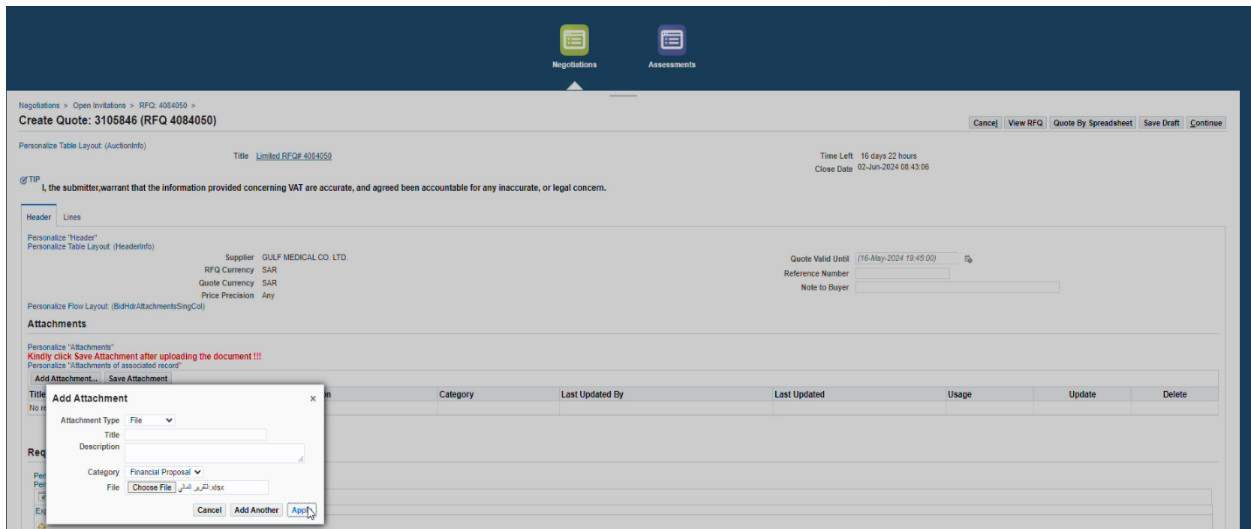 Negotiations Assessments
Negotiations > Open Invitations > RFQ: 4084050 >
Create Quote: 3105846 (RFQ 4084050)
Cancel View RFQ Quote By Spreadsheet Save Draft Continue
Personalize Table Layout: (AuctionInfo)
Title Limited RFQ# 4084050
Time Left 16 days 22 hours
Close Date 02-Jun-2024 08:43:06
TIP
I, the submitter,warrant that the information provided concerning VAT are accurate, and agreed been accountable for any inaccurate, or legal concern.
Header Lines
Personalize "Header"
Personalize Table Layout: (HeaderInfo)
Supplier GULF MEDICAL CO. LTD.
RFQ Currency SAR
Quote Currency SAR
Price Precision Any
Quote Valid Until (16-May-2024 19:45:00)
Reference Number
Note to Buyer
Personalize Flow Layout: (BidHdrAttachmentsSingCol)
Attachments
Personalize "Attachments"
Kindly click Save Attachment after uploading the document !!!
Personalize "Attachments of associated record"
Add Attachment... Save Attachment
Title Category Last Updated By Last Updated Usage Update Delete
Add Attachment ×
Attachment Type File
Title
Description
Category Financial Proposal
File Choose File التقرير المالي.xlsx
Cancel Add Another Apply